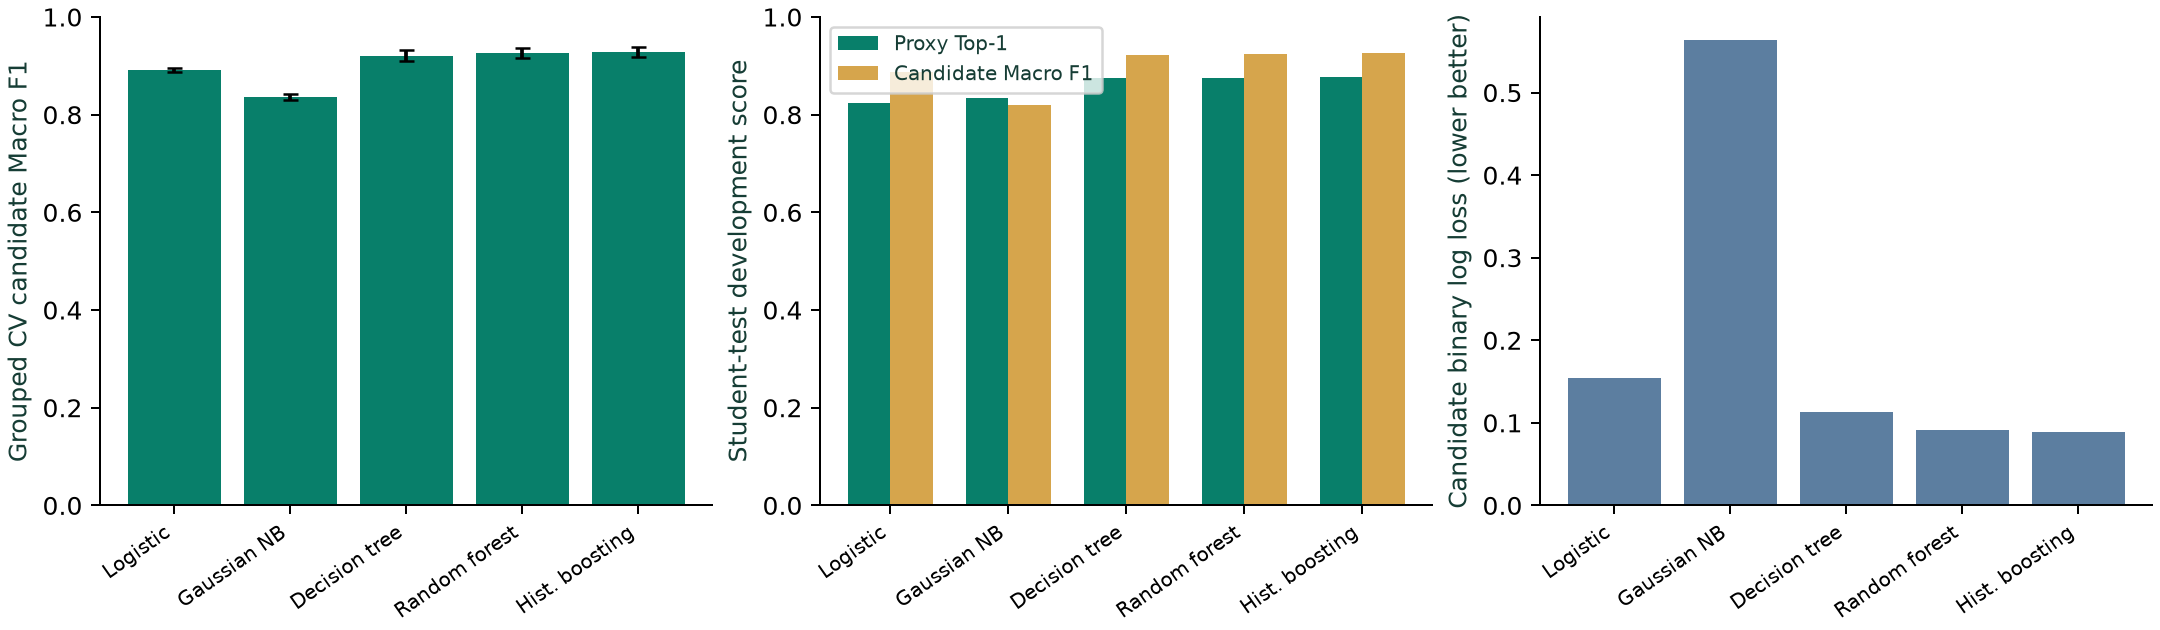 Grouped CV candidate Macro F1
1.0
0.8
0.6
0.4
0.2
0.0
Logistic
Gaussian NB
Decision tree
Random forest
Hist. boosting
Student-test development score
1.0
0.8
0.6
0.4
0.2
0.0
Proxy Top-1
Candidate Macro F1
Logistic
Gaussian NB
Decision tree
Random forest
Hist. boosting
Candidate binary log loss (lower better)
0.5
0.4
0.3
0.2
0.1
0.0
Logistic
Gaussian NB
Decision tree
Random forest
Hist. boosting